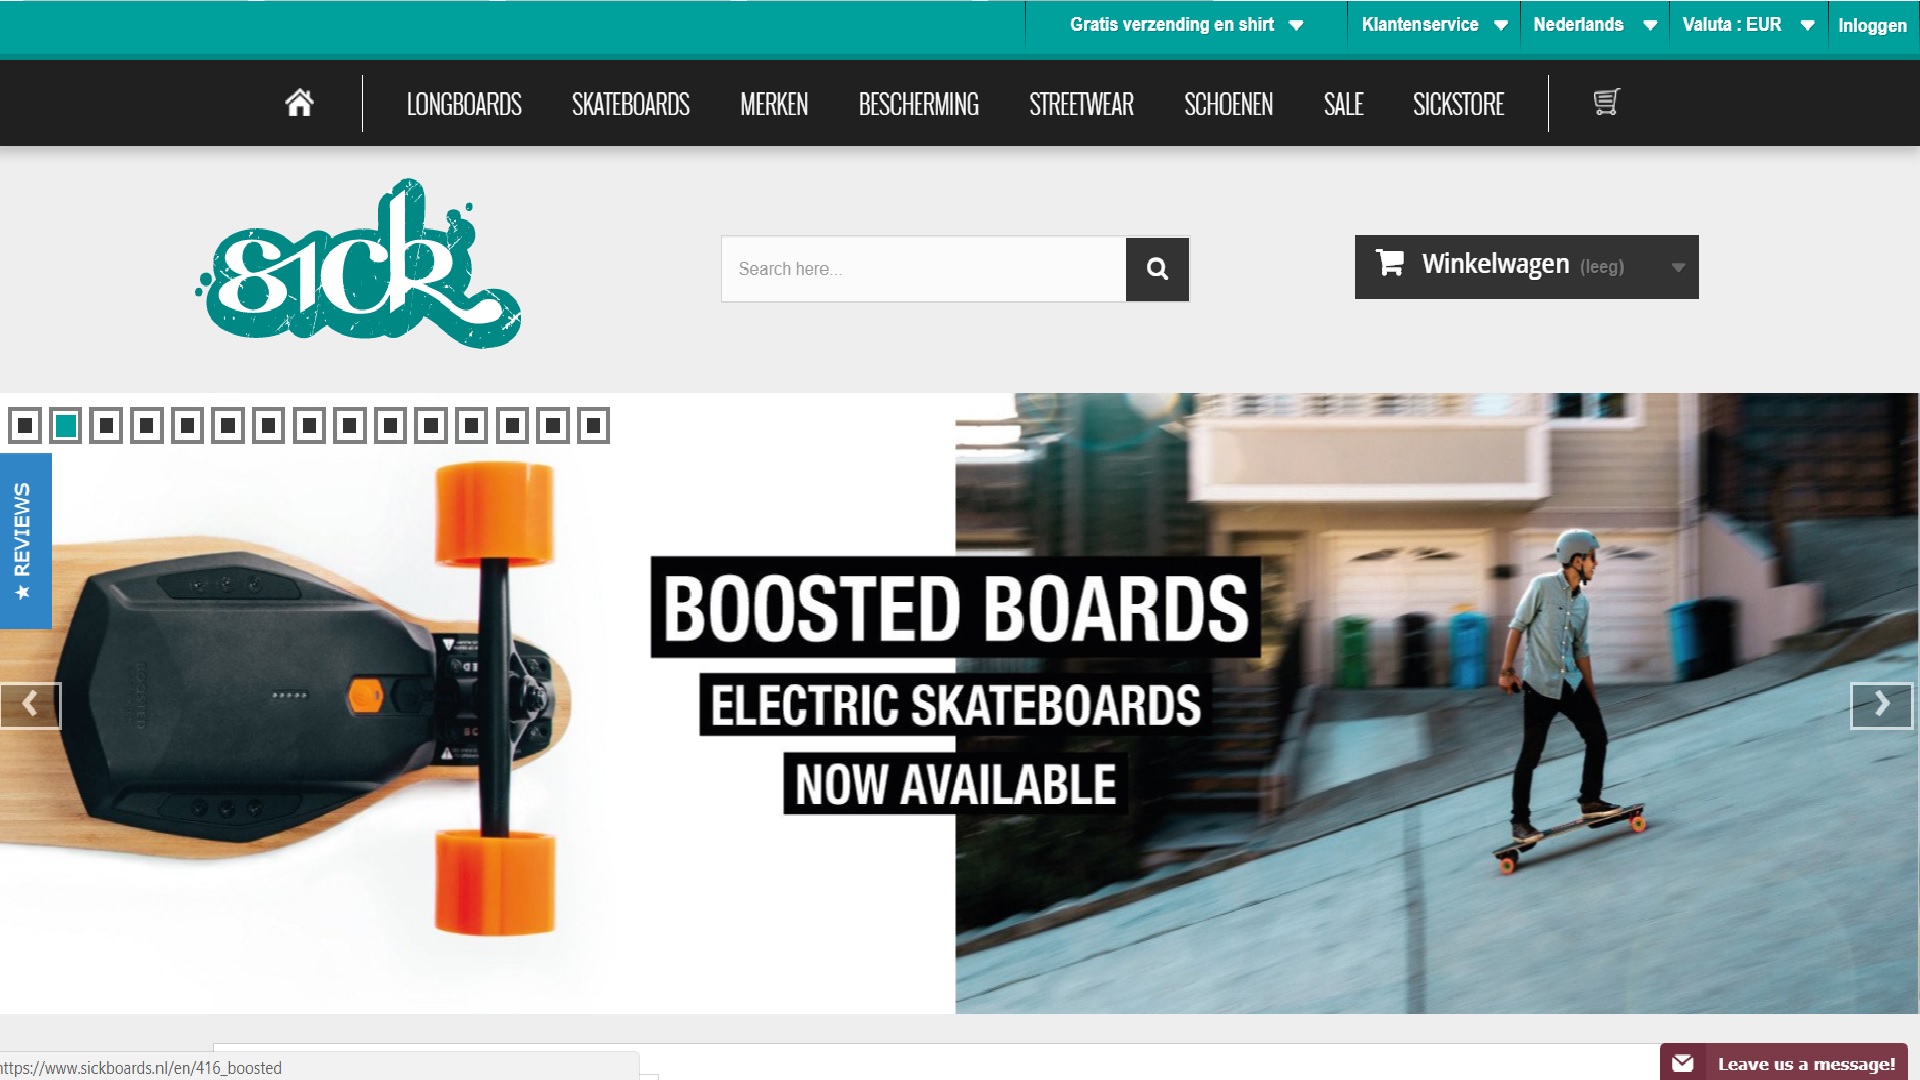 Gratis verzending en shirt
Klantenservice
Nederlands
Valuta : EUR
Inloggen
LONGBOARDS
SKATEBOARDS
MERKEN
BESCHERMING
STREETWEAR
SCHOENEN
SALE
SICKSTORE
sick
Search here...
Winkelwagen (leeg)
★ REVIEWS
BOOSTED BOARDS
ELECTRIC SKATEBOARDS
NOW AVAILABLE
https://www.sickboards.nl/en/416_boosted
Leave us a message!